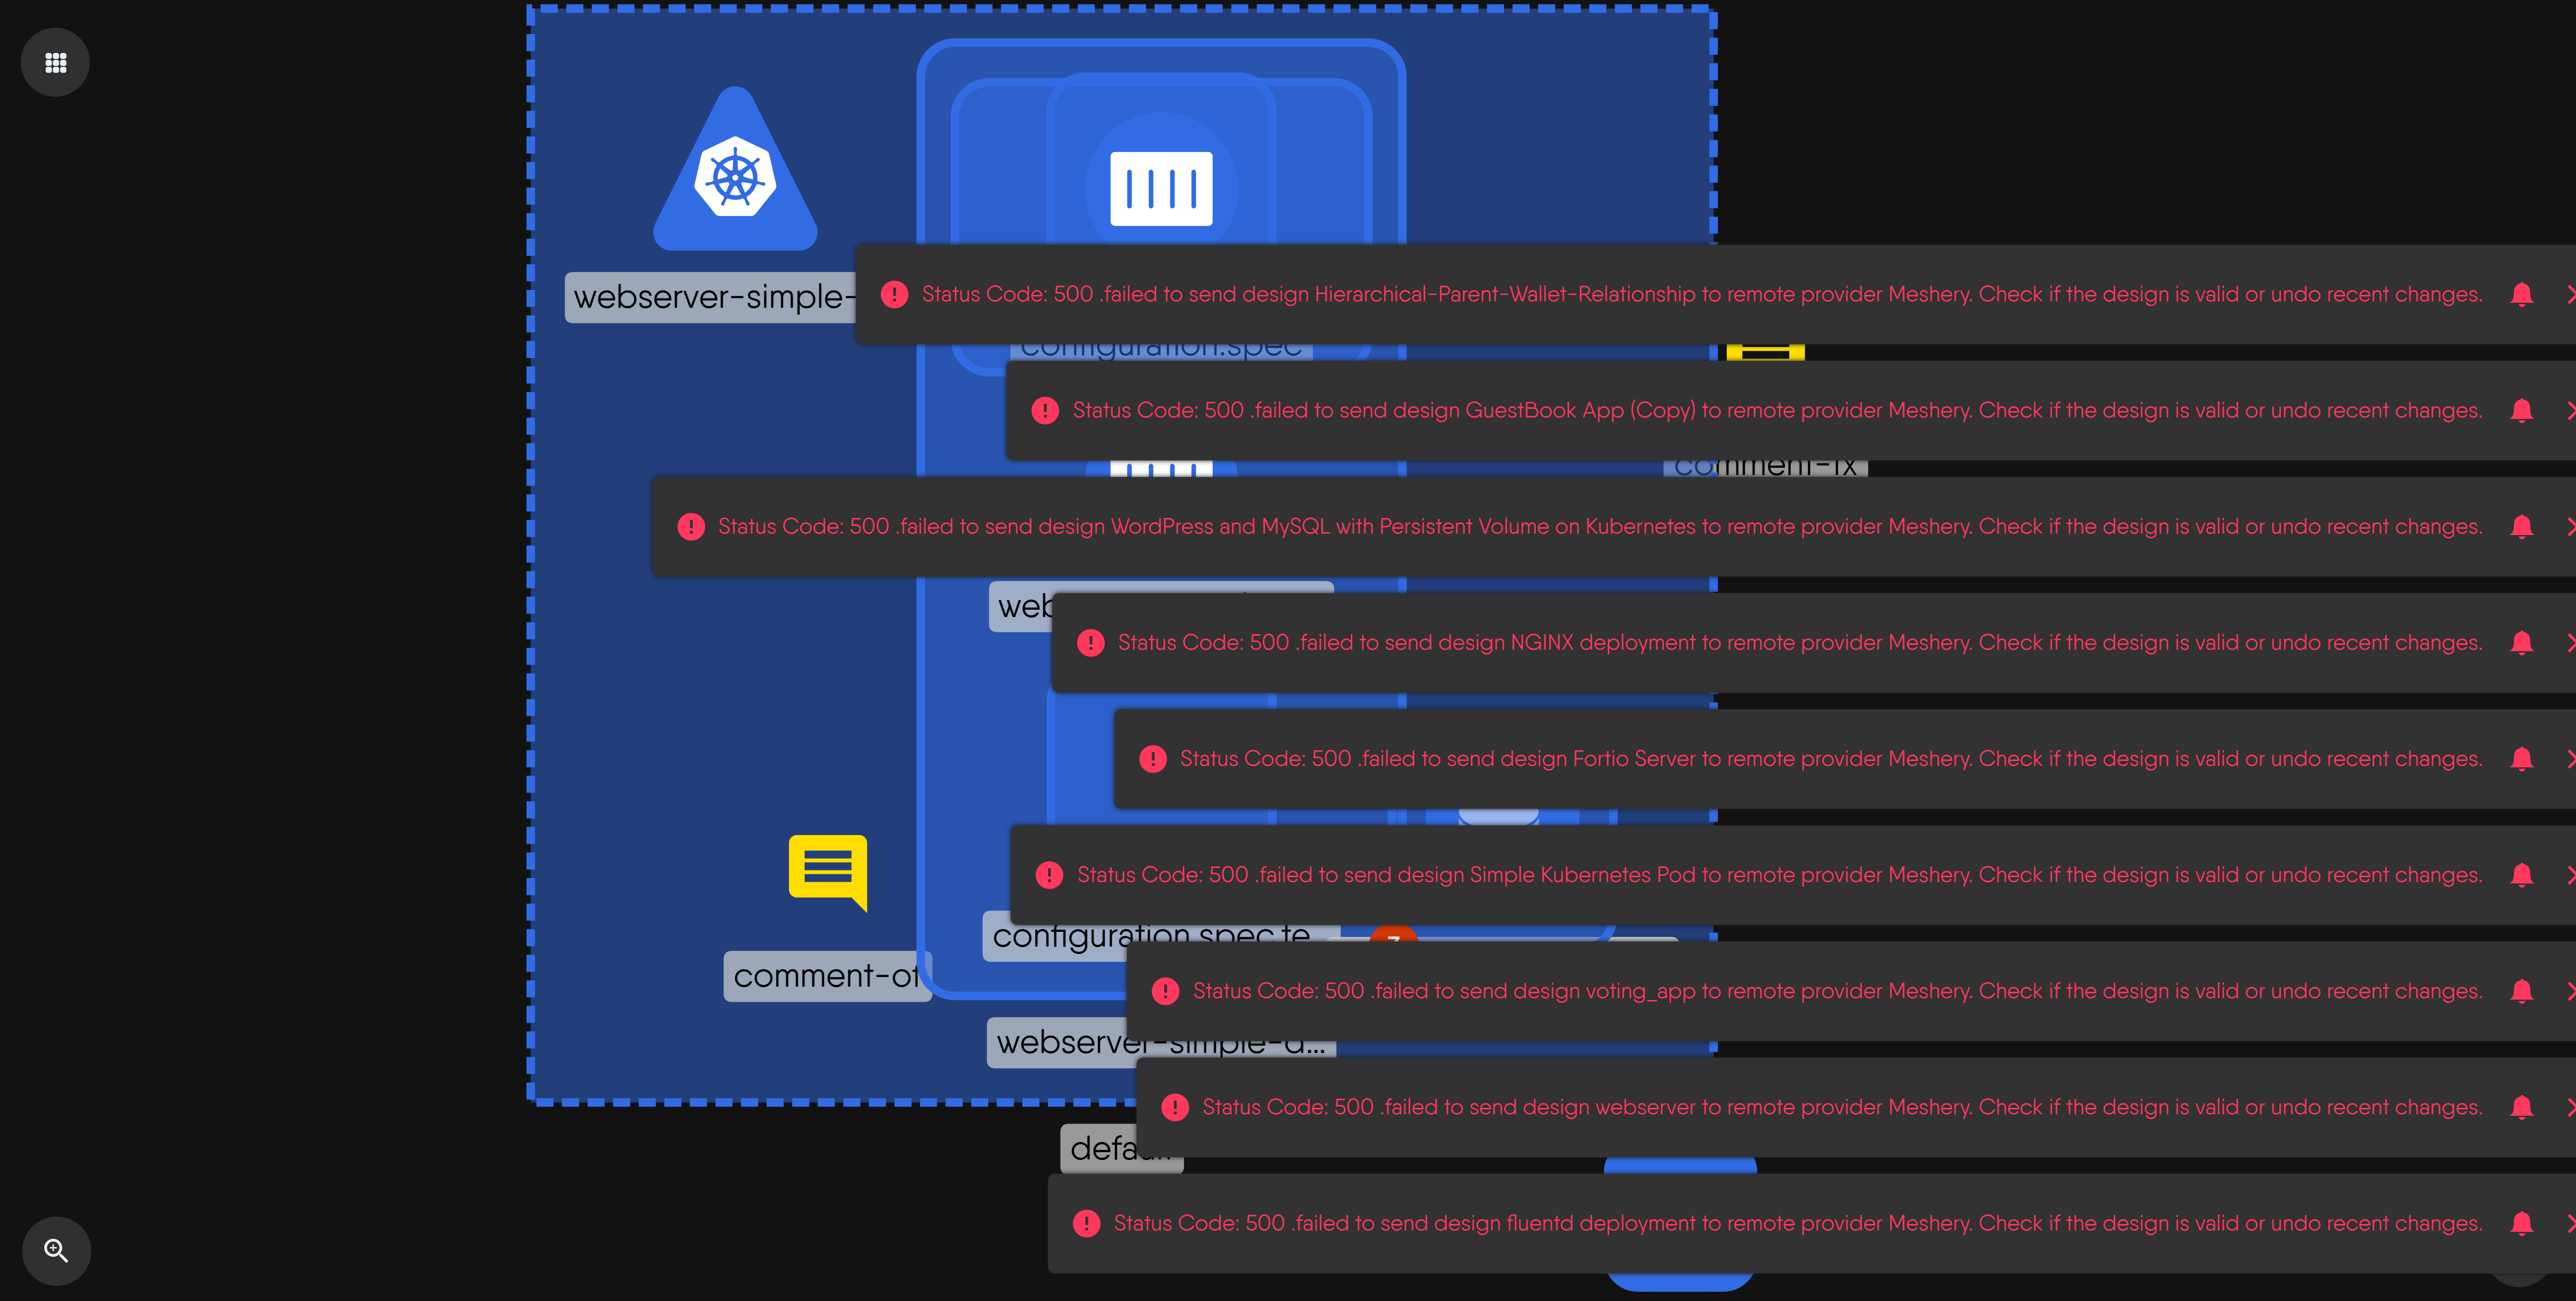 webserver-simple-
Status Code: 500 .failed to send design Hierarchical-Parent-Wallet-Relationship to remote provider Meshery. Check if the design is valid or undo recent changes.
configuration.spec
Status Code: 500 .failed to send design GuestBook App (Copy) to remote provider Meshery. Check if the design is valid or undo recent changes.
comment-fx
Status Code: 500 .failed to send design WordPress and MySQL with Persistent Volume on Kubernetes to remote provider Meshery. Check if the design is valid or undo recent changes.
web
Status Code: 500 .failed to send design NGINX deployment to remote provider Meshery. Check if the design is valid or undo recent changes.
Status Code: 500 .failed to send design Fortio Server to remote provider Meshery. Check if the design is valid or undo recent changes.
Status Code: 500 .failed to send design Simple Kubernetes Pod to remote provider Meshery. Check if the design is valid or undo recent changes.
configuration.spec.te
comment-of
Status Code: 500 .failed to send design voting_app to remote provider Meshery. Check if the design is valid or undo recent changes.
webserver-simple-d...
Status Code: 500 .failed to send design webserver to remote provider Meshery. Check if the design is valid or undo recent changes.
default
Status Code: 500 .failed to send design fluentd deployment to remote provider Meshery. Check if the design is valid or undo recent changes.